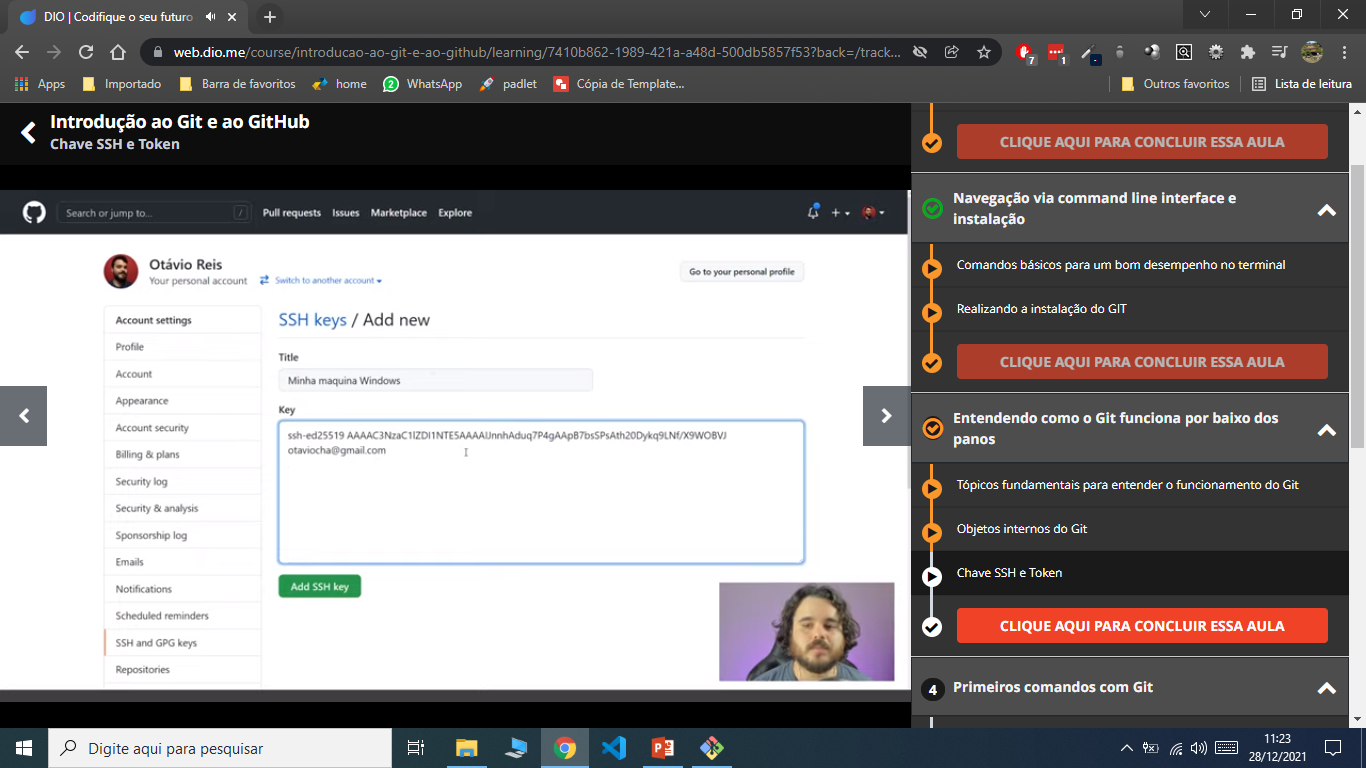 DIO | Codifique o seu futuro
web.dio.me/course/introducao-ao-git-e-ao-github/learning/7410b862-1989-421a-a48d-500db5857f53?back=/track...
7
1
Apps
Importado
Barra de favoritos
home
2
WhatsApp
padlet
Cópia de Template...
Outros favoritos
Lista de leitura
Introdução ao Git e ao GitHub
Chave SSH e Token
Search or jump to...
/
Pull requests
Issues
Marketplace
Explore
Otávio Reis
Your personal account
Switch to another account
Go to your personal profile
Account settings
Profile
Account
Appearance
Account security
Billing & plans
Security log
Security & analysis
Sponsorship log
Emails
Notifications
Scheduled reminders
SSH and GPG keys
Repositories
SSH keys / Add new
Title
Minha maquina Windows
Key
ssh-ed25519 AAAAC3NzaC1lZDI1NTE5AAAAIJnnhAduq7P4gAApB7bsSPsAth20Dykq9LNf/X9WOBVJ
otaviocha@gmail.com
Add SSH key
CLIQUE AQUI PARA CONCLUIR ESSA AULA
Navegação via command line interface e
instalação
Comandos básicos para um bom desempenho no terminal
Realizando a instalação do GIT
CLIQUE AQUI PARA CONCLUIR ESSA AULA
Entendendo como o Git funciona por baixo dos
panos
Tópicos fundamentais para entender o funcionamento do Git
Objetos internos do Git
Chave SSH e Token
CLIQUE AQUI PARA CONCLUIR ESSA AULA
4
Primeiros comandos com Git
Digite aqui para pesquisar
11:23
28/12/2021